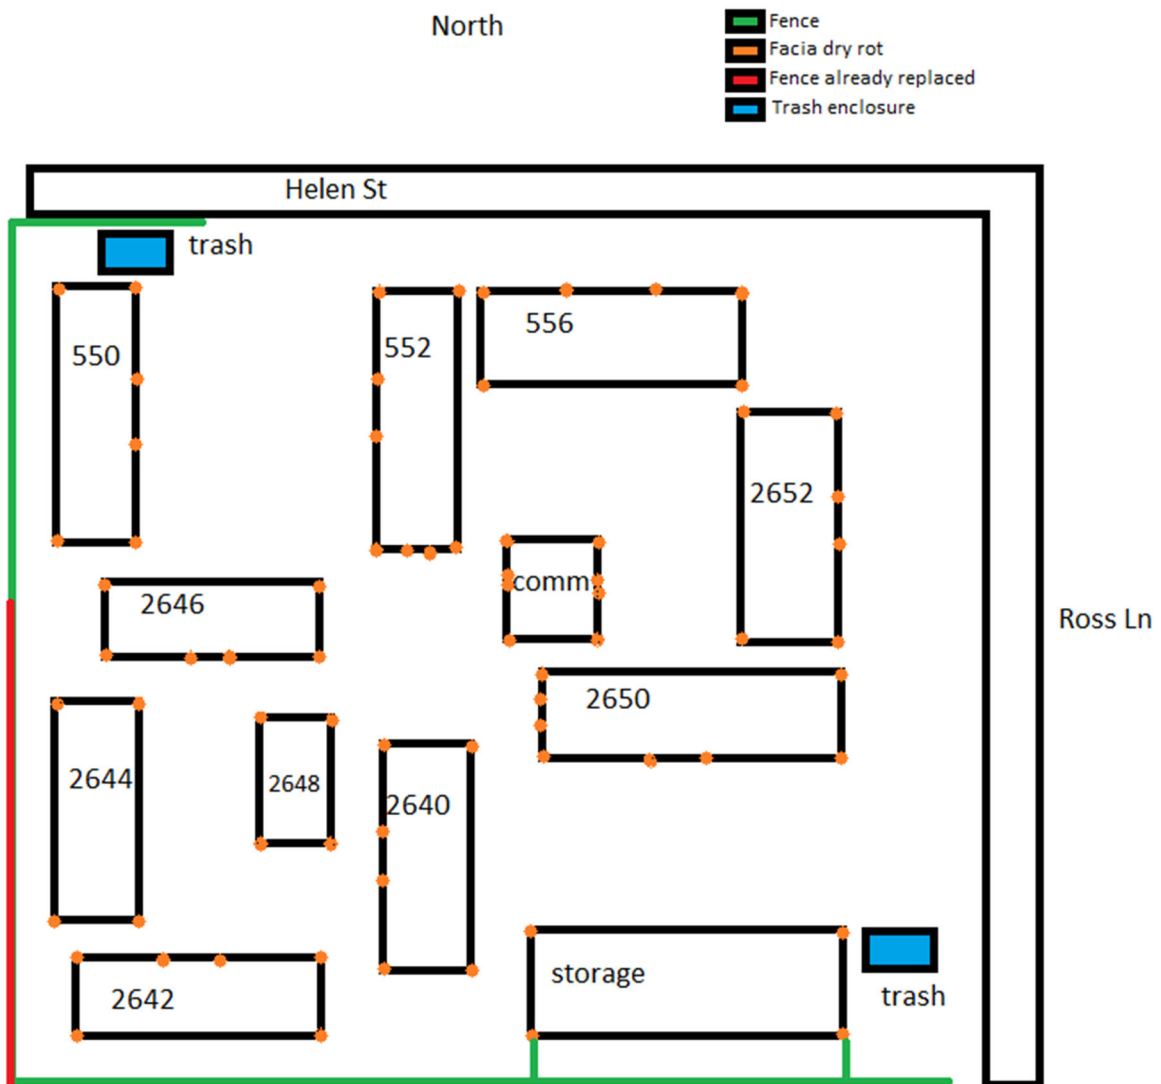 North
Fence
Facia dry rot
Fence already replaced
Trash enclosure
Helen St
trash
550
552
556
2652
comm
2646
Ross Ln
2650
2644
2648
2640
storage
2642
trash